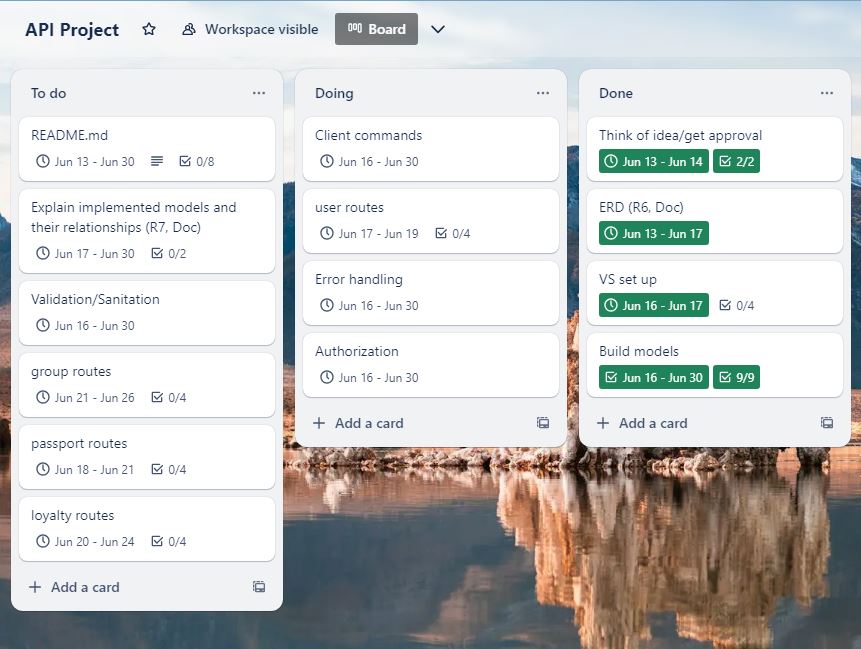 API Project
Workspace visible
Board
To do
README.md
Jun 13 - Jun 30
0/8
Explain implemented models and
their relationships (R7, Doc)
Jun 17 - Jun 30
0/2
Validation/Sanitation
Jun 16 - Jun 30
group routes
Jun 21 - Jun 26
0/4
passport routes
Jun 18 - Jun 21
0/4
loyalty routes
Jun 20 - Jun 24
0/4
Add a card
Doing
Client commands
Jun 16 - Jun 30
user routes
Jun 17 - Jun 19
0/4
Error handling
Jun 16 - Jun 30
Authorization
Jun 16 - Jun 30
Add a card
Done
Think of idea/get approval
Jun 13 - Jun 14
2/2
ERD (R6, Doc)
Jun 13 - Jun 17
VS set up
Jun 16 - Jun 17
0/4
Build models
Jun 16 - Jun 30
9/9
Add a card